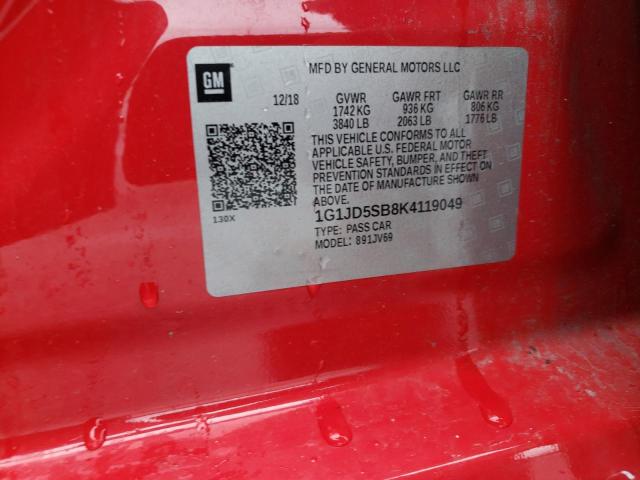 GM
MFD BY GENERAL MOTORS LLC
12/18 GVWR GAWR FRT GAWR RR
1742 KG 936 KG 806 KG
3840 LB 2063 LB 1776 LB
THIS VEHICLE CONFORMS TO ALL
APPLICABLE U.S. FEDERAL MOTOR
VEHICLE SAFETY, BUMPER, AND THEFT
PREVENTION STANDARDS IN EFFECT ON
THE DATE OF MANUFACTURE SHOWN
ABOVE.
1G1JD5SB8K4119049
TYPE: PASS CAR
MODEL: 891JV69
130X